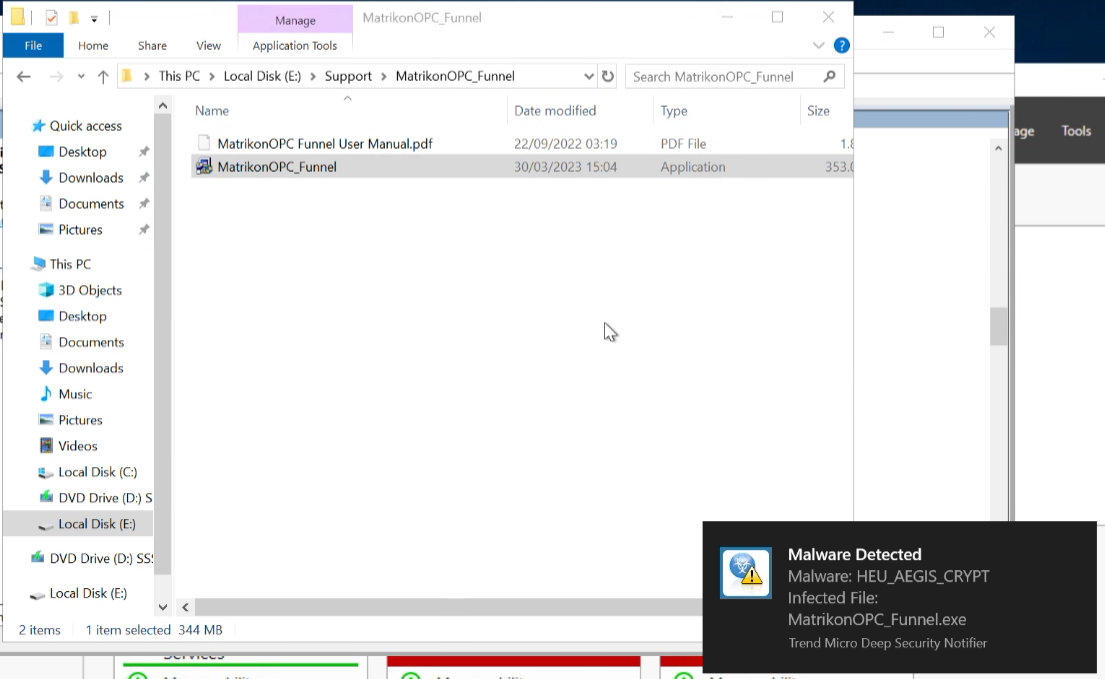 Manage
MatrikonOPC_Funnel
File
Home
Share
View
Application Tools
This PC
Local Disk (E:)
Support
MatrikonOPC_Funnel
Search MatrikonOPC_Funnel
Name
Date modified
Type
Size
MatrikonOPC Funnel User Manual.pdf
22/09/2022 03:19
PDF File
MatrikonOPC_Funnel
30/03/2023 15:04
Application
353.0
Quick access
Desktop
Downloads
Documents
Pictures
This PC
3D Objects
Desktop
Documents
Downloads
Music
Pictures
Videos
Local Disk (C:)
DVD Drive (D:) S
Local Disk (E:)
DVD Drive (D:) SS
Local Disk (E:)
2 items
1 item selected 344 MB
Tools
Malware Detected
Malware: HEU_AEGIS_CRYPT
Infected File:
MatrikonOPC_Funnel.exe
Trend Micro Deep Security Notifier
Services